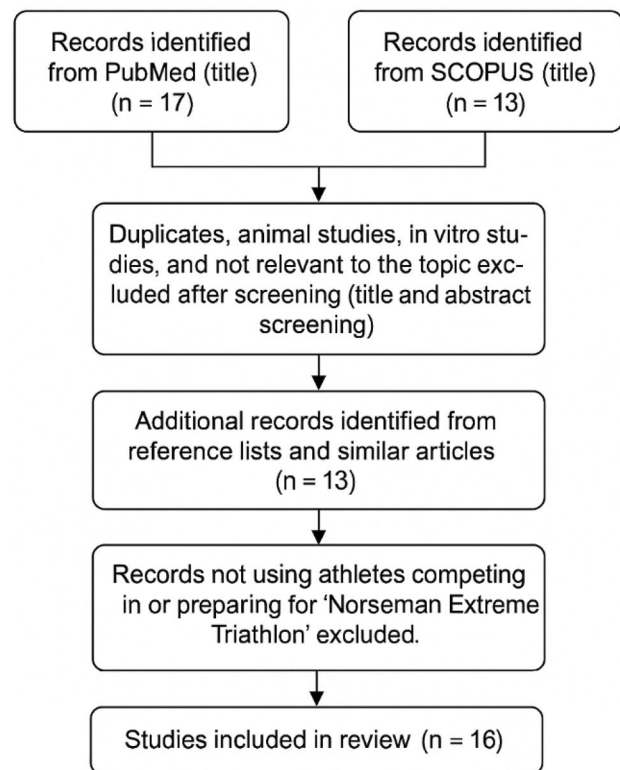 Records identified
from PubMed (title)
(n = 17)
Records identified
from SCOPUS (title)
(n = 13)
Duplicates, animal studies, in vitro stu-
dies, and not relevant to the topic exc-
luded after screening (title and abstract
screening)
Additional records identified from
reference lists and similar articles
(n = 13)
Records not using athletes competing
in or preparing for ‘Norseman Extreme
Triathlon’ excluded.
Studies included in review (n = 16)